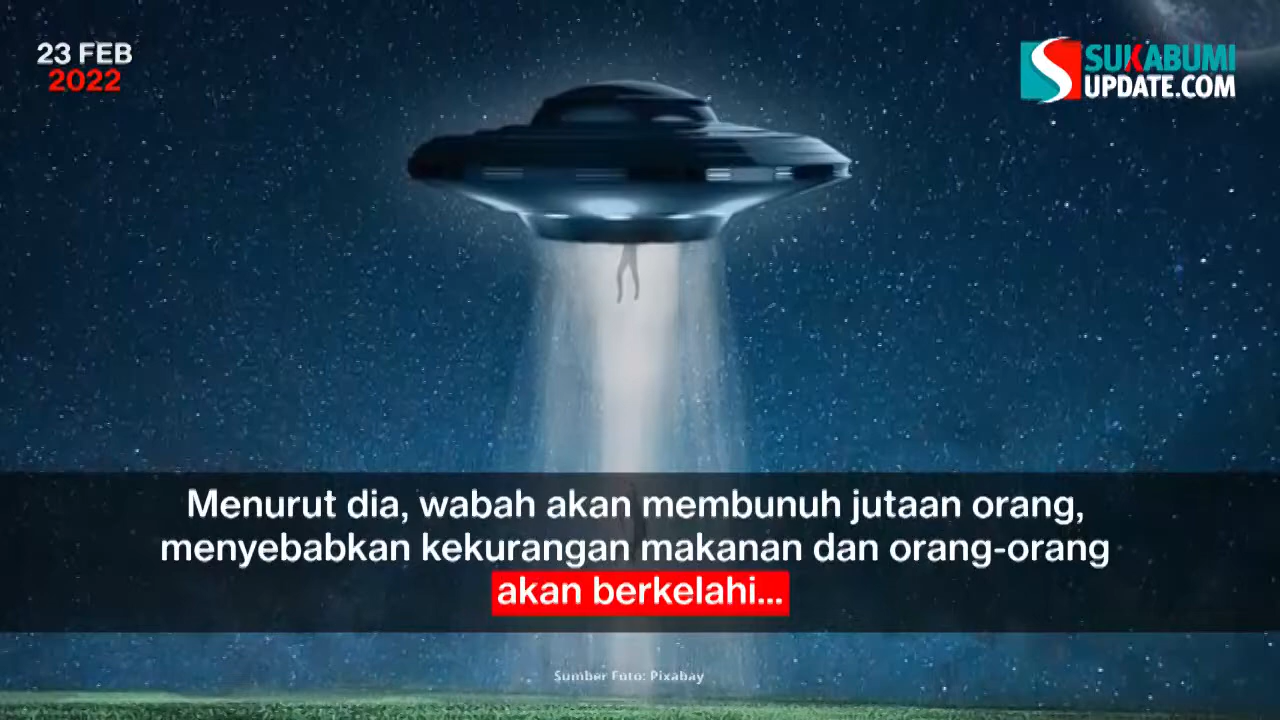 23 FEB
2022
SUKABUMI
UPDATE.COM
Menurut dia, wabah akan membunuh jutaan orang,
menyebabkan kekurangan makanan dan orang-orang
akan berkelahi...
Sumber Foto: Pixabay